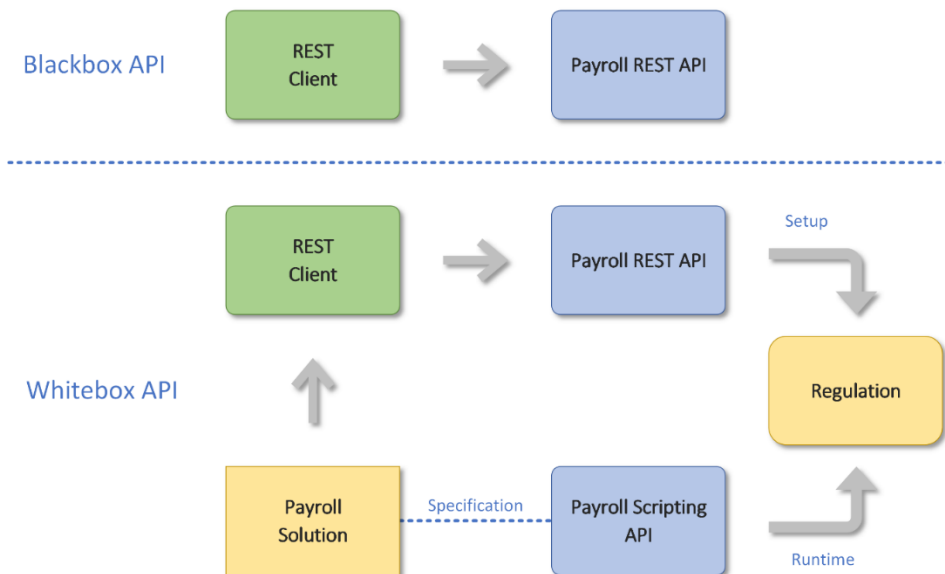 Blackbox API
REST
Client
Payroll REST API
Whitebox API
REST
Client
Payroll REST API
Setup
Regulation
Payroll
Solution
Specification
Payroll Scripting
API
Runtime